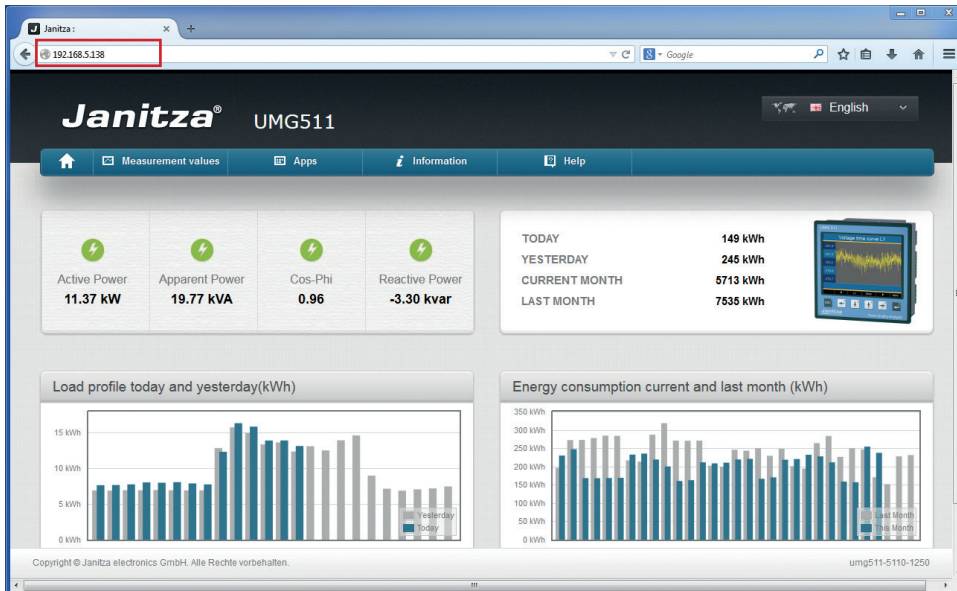 Janitza :
192.168.5.138
Google
Janitza® UMG511
English
Measurement values Apps Information Help
Active Power Apparent Power Cos-Phi Reactive Power
11.37 kW 19.77 kVA 0.96 -3.30 kvar
TODAY 149 kWh
YESTERDAY 245 kWh
CURRENT MONTH 5713 kWh
LAST MONTH 7535 kWh
Voltage time curve L1
Load profile today and yesterday(kWh)
15 kWh
10 kWh
5 kWh
0 kWh
Yesterday
Today
Energy consumption current and last month (kWh)
350 kWh
300 kWh
250 kWh
200 kWh
150 kWh
100 kWh
50 kWh
0 kWh
Last Month
This Month
Copyright © Janitza electronics GmbH. Alle Rechte vorbehalten. umg511-5110-1250